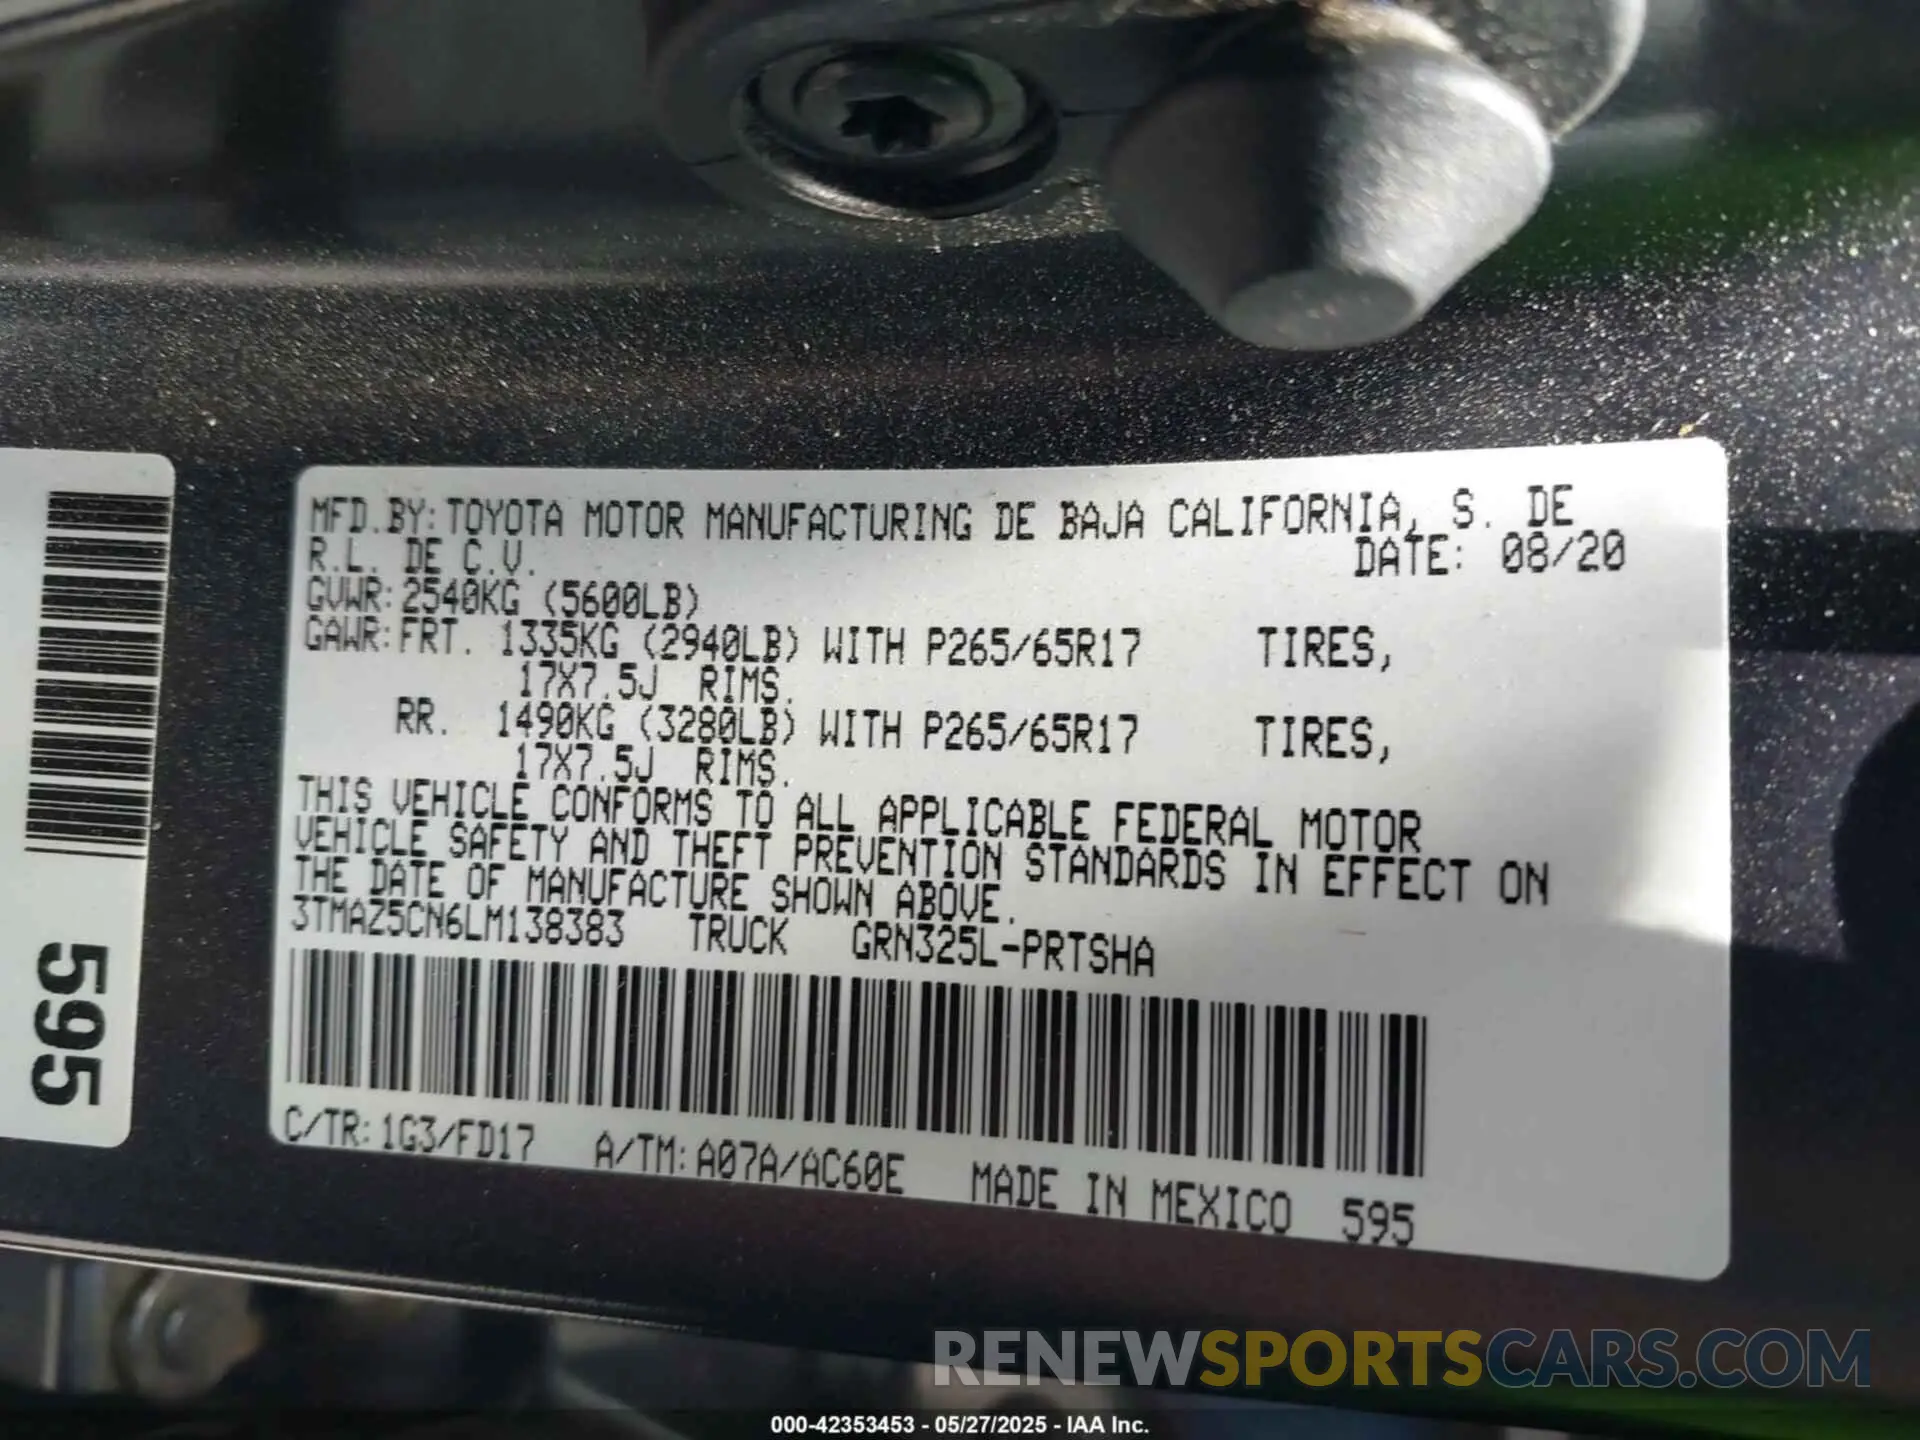 MFD.BY:TOYOTA MOTOR MANUFACTURING DE BAJA CALIFORNIA, S. DE
R.L. DE C.V. DATE: 08/20
GVWR:2540KG (5600LB)
GAWR:FRT. 1335KG (2940LB) WITH P265/65R17 TIRES,
17X7.5J RIMS.
RR. 1490KG (3280LB) WITH P265/65R17 TIRES,
17X7.5J RIMS.
THIS VEHICLE CONFORMS TO ALL APPLICABLE FEDERAL MOTOR
VEHICLE SAFETY AND THEFT PREVENTION STANDARDS IN EFFECT ON
THE DATE OF MANUFACTURE SHOWN ABOVE.
3TMAZ5CN6LM138383 TRUCK GRN325L-PRTSHA
C/TR:1G3/FD17 A/TM:A07A/AC60E MADE IN MEXICO 595
595
RENEWSPORTSCARS.COM
000-42353453 - 05/27/2025 - IAA Inc.